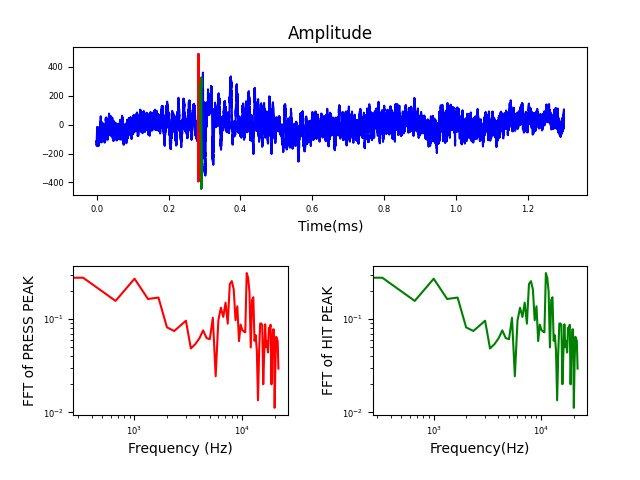 Amplitude
400
200
0
−200
−400
0.0 0.2 0.4 0.6 0.8 1.0 1.2
Time(ms)
FFT of PRESS PEAK
10⁻¹
10⁻²
10³ 10⁴
Frequency (Hz)
FFT of HIT PEAK
10⁻¹
10⁻²
10³ 10⁴
Frequency(Hz)